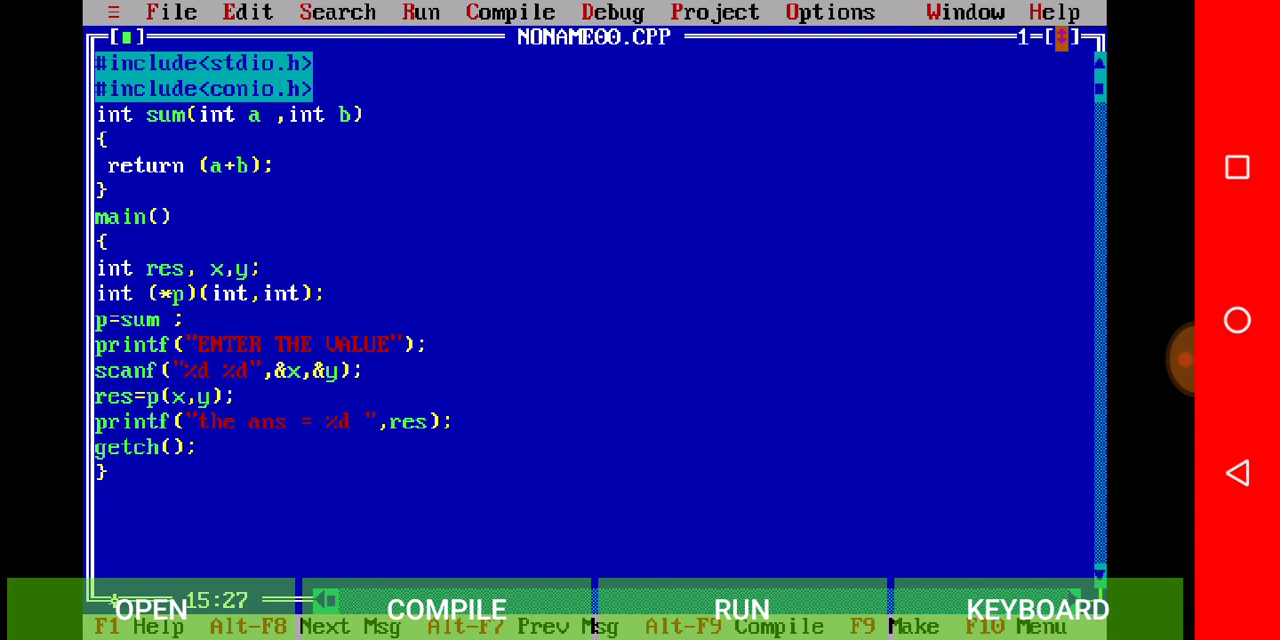 ≡ File Edit Search Run Compile Debug Project Options Window Help
[■] NONAME00.CPP 1=[↕]
#include<stdio.h>
#include<conio.h>
int sum(int a ,int b)
{
return (a+b);
}
main()
{
int res, x,y;
int (*p)(int,int);
p=sum ;
printf("ENTER THE VALUE");
scanf("%d %d",&x,&y);
res=p(x,y);
printf("the ans = %d ",res);
getch();
}
15:27
OPEN COMPILE RUN KEYBOARD
F1 Help Alt-F8 Next Msg Alt-F7 Prev Msg Alt-F9 Compile F9 Make F10 Menu